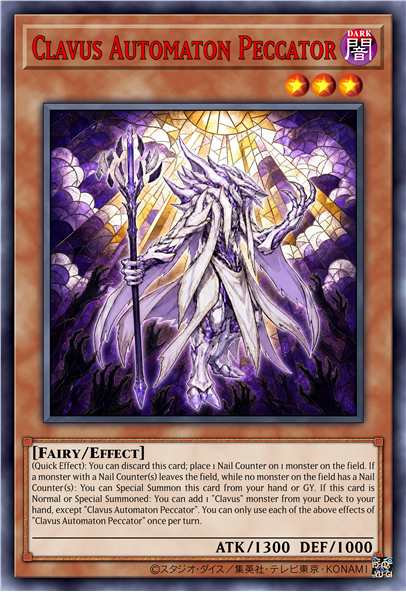 CLAVUS AUTOMATON PECCATOR
DARK
闇
[FAIRY/EFFECT]
(Quick Effect): You can discard this card; place 1 Nail Counter on 1 monster on the field. If
a monster with a Nail Counter(s) leaves the field, while no monster on the field has a Nail
Counter(s): You can Special Summon this card from your hand or GY. If this card is
Normal or Special Summoned: You can add 1 "Clavus" monster from your Deck to your
hand, except "Clavus Automaton Peccator". You can only use each of the above effects of
"Clavus Automaton Peccator" once per turn.
ATK/1300 DEF/1000
©スタジオ・ダイス／集英社・テレビ東京・KONAMI